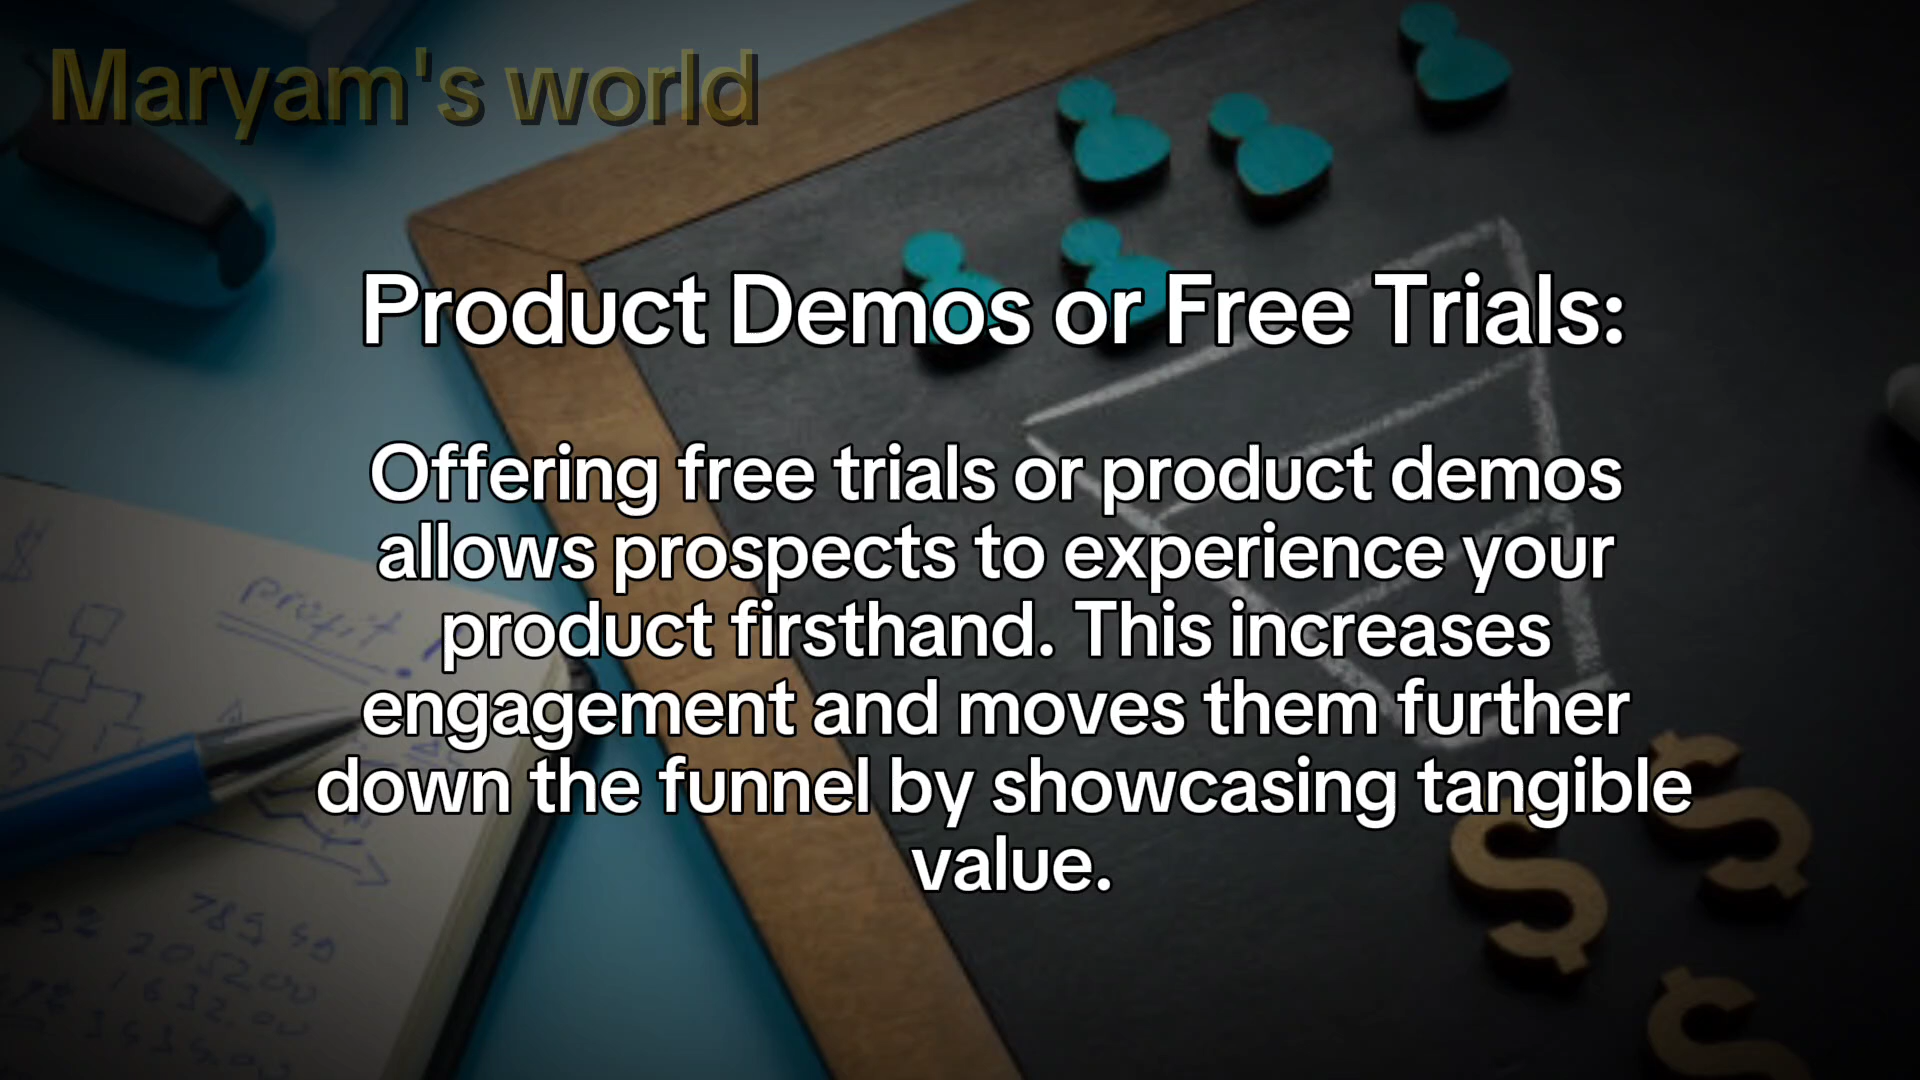 Maryam's world
Product Demos or Free Trials:
Offering free trials or product demos
allows prospects to experience your
product firsthand. This increases
engagement and moves them further
down the funnel by showcasing tangible
value.
$
profit
$
$
$